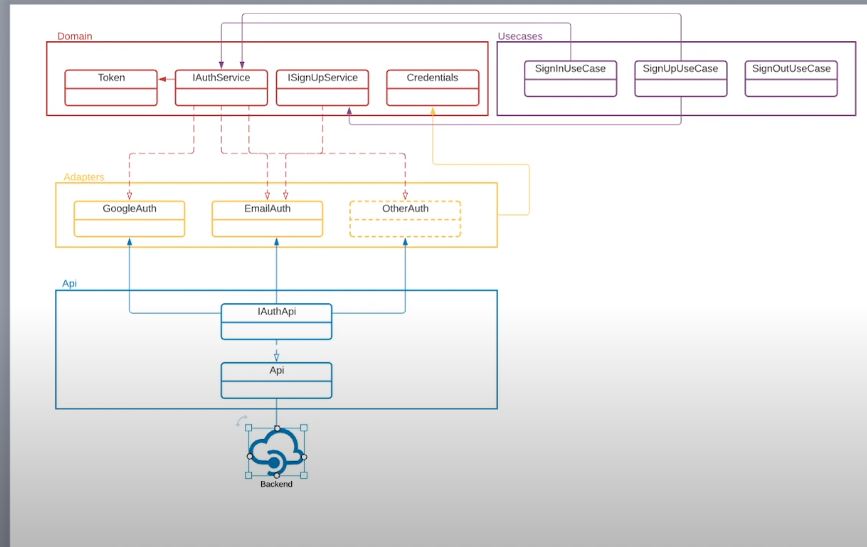 Domain
Usecases
Token
IAuthService
ISignUpService
Credentials
SignInUseCase
SignUpUseCase
SignOutUseCase
Adapters
GoogleAuth
EmailAuth
OtherAuth
Api
IAuthApi
Api
Backend